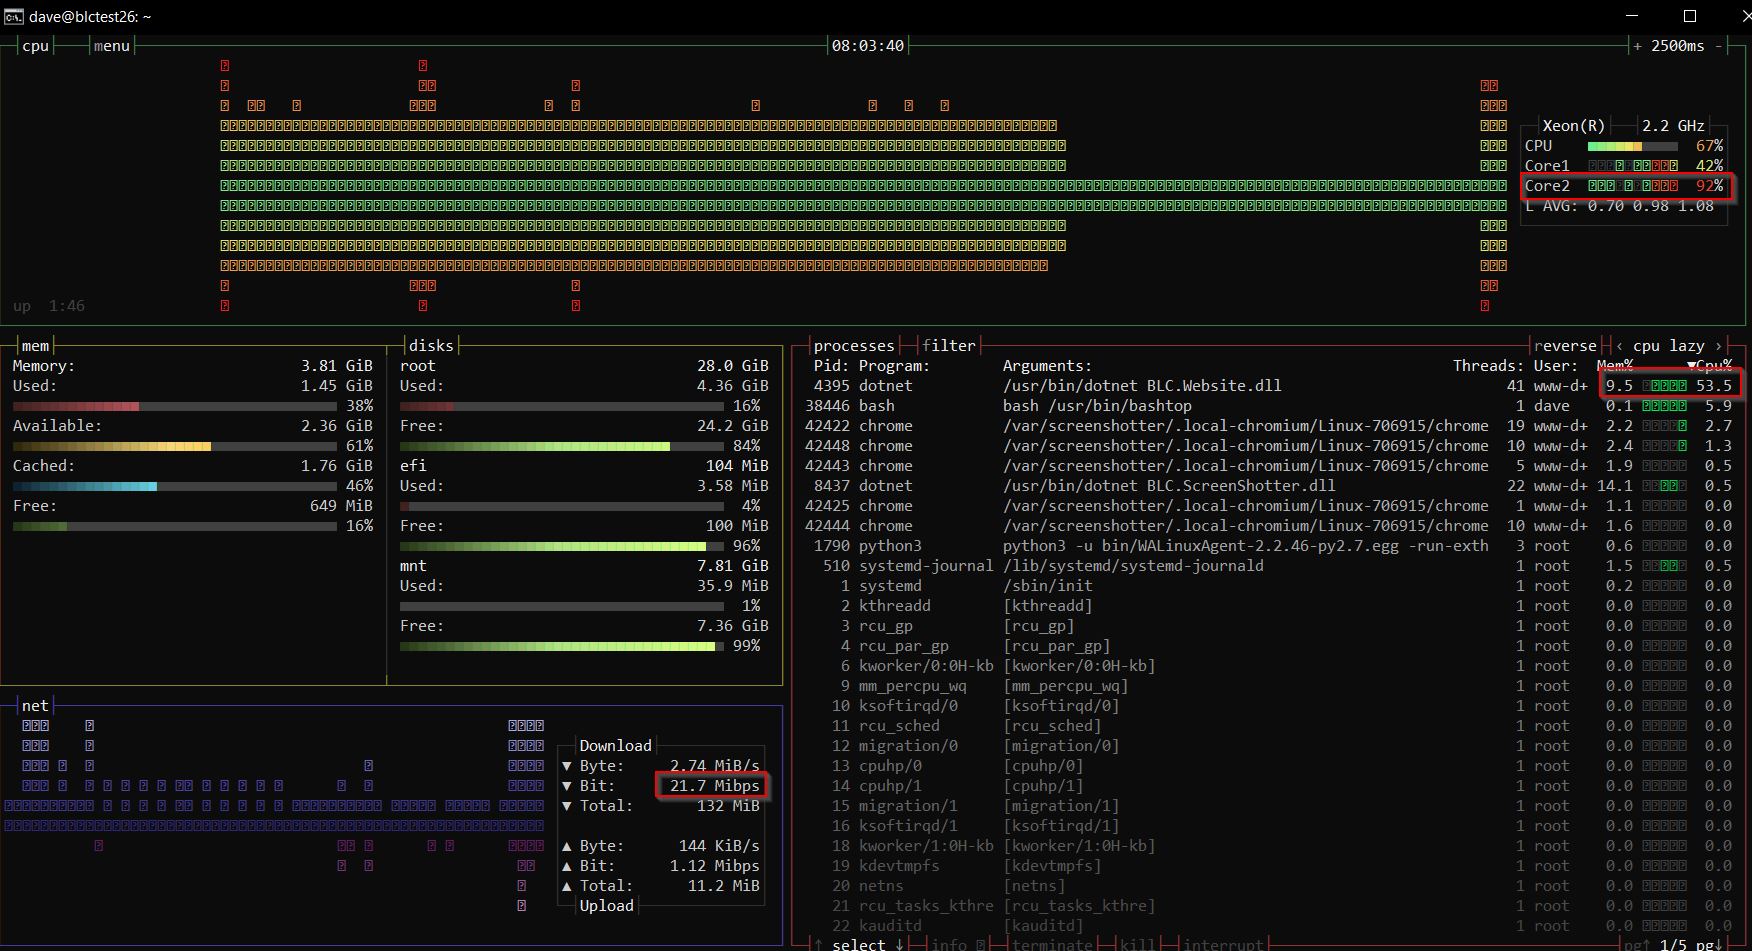 dave@blctest26: ~
cpu menu 08:03:40 + 2500ms -
Xeon(R) 2.2 GHz
CPU 67%
Core1 42%
Core2 92%
L AVG: 0.70 0.98 1.08
up 1:46
mem
Memory: 3.81 GiB
Used: 1.45 GiB
38%
Available: 2.36 GiB
61%
Cached: 1.76 GiB
46%
Free: 649 MiB
16%
disks
root 28.0 GiB
Used: 4.36 GiB
16%
Free: 24.2 GiB
84%
efi 104 MiB
Used: 3.58 MiB
4%
Free: 100 MiB
96%
mnt 7.81 GiB
Used: 35.9 MiB
1%
Free: 7.36 GiB
99%
net
Download
▼ Byte: 2.74 MiB/s
▼ Bit: 21.7 Mibps
▼ Total: 132 MiB
▲ Byte: 144 KiB/s
▲ Bit: 1.12 Mibps
▲ Total: 11.2 MiB
Upload
processes filter reverse ‹ cpu lazy ›
Pid: Program: Arguments: Threads: User: Mem% ▼Cpu%
4395 dotnet /usr/bin/dotnet BLC.Website.dll 41 www-d+ 9.5 53.5
38446 bash bash /usr/bin/bashtop 1 dave 0.1 5.9
42422 chrome /var/screenshotter/.local-chromium/Linux-706915/chrome 19 www-d+ 2.2 2.7
42448 chrome /var/screenshotter/.local-chromium/Linux-706915/chrome 10 www-d+ 2.4 1.3
42443 chrome /var/screenshotter/.local-chromium/Linux-706915/chrome 5 www-d+ 1.9 0.5
8437 dotnet /usr/bin/dotnet BLC.ScreenShotter.dll 22 www-d+ 14.1 0.5
42425 chrome /var/screenshotter/.local-chromium/Linux-706915/chrome 1 www-d+ 1.1 0.0
42444 chrome /var/screenshotter/.local-chromium/Linux-706915/chrome 10 www-d+ 1.6 0.0
1790 python3 python3 -u bin/WALinuxAgent-2.2.46-py2.7.egg -run-exth 3 root 0.6 0.0
510 systemd-journal /lib/systemd/systemd-journald 1 root 1.5 0.5
1 systemd /sbin/init 1 root 0.2 0.0
2 kthreadd [kthreadd] 1 root 0.0 0.0
3 rcu_gp [rcu_gp] 1 root 0.0 0.0
4 rcu_par_gp [rcu_par_gp] 1 root 0.0 0.0
6 kworker/0:0H-kb [kworker/0:0H-kb] 1 root 0.0 0.0
9 mm_percpu_wq [mm_percpu_wq] 1 root 0.0 0.0
10 ksoftirqd/0 [ksoftirqd/0] 1 root 0.0 0.0
11 rcu_sched [rcu_sched] 1 root 0.0 0.0
12 migration/0 [migration/0] 1 root 0.0 0.0
13 cpuhp/0 [cpuhp/0] 1 root 0.0 0.0
14 cpuhp/1 [cpuhp/1] 1 root 0.0 0.0
15 migration/1 [migration/1] 1 root 0.0 0.0
16 ksoftirqd/1 [ksoftirqd/1] 1 root 0.0 0.0
18 kworker/1:0H-kb [kworker/1:0H-kb] 1 root 0.0 0.0
19 kdevtmpfs [kdevtmpfs] 1 root 0.0 0.0
20 netns [netns] 1 root 0.0 0.0
21 rcu_tasks_kthre [rcu_tasks_kthre] 1 root 0.0 0.0
22 kauditd [kauditd] 1 root 0.0 0.0
↑ select ↓ info terminate kill interrupt pg↑ 1/5 pg↓